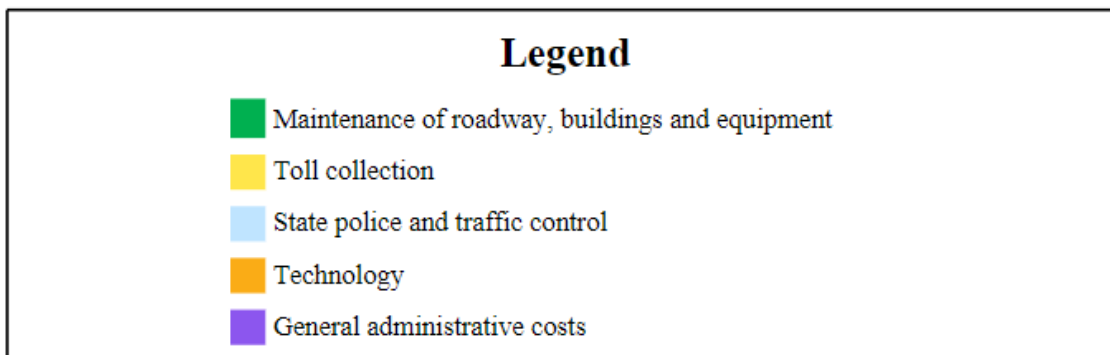 Legend
Maintenance of roadway, buildings and equipment
Toll collection
State police and traffic control
Technology
General administrative costs